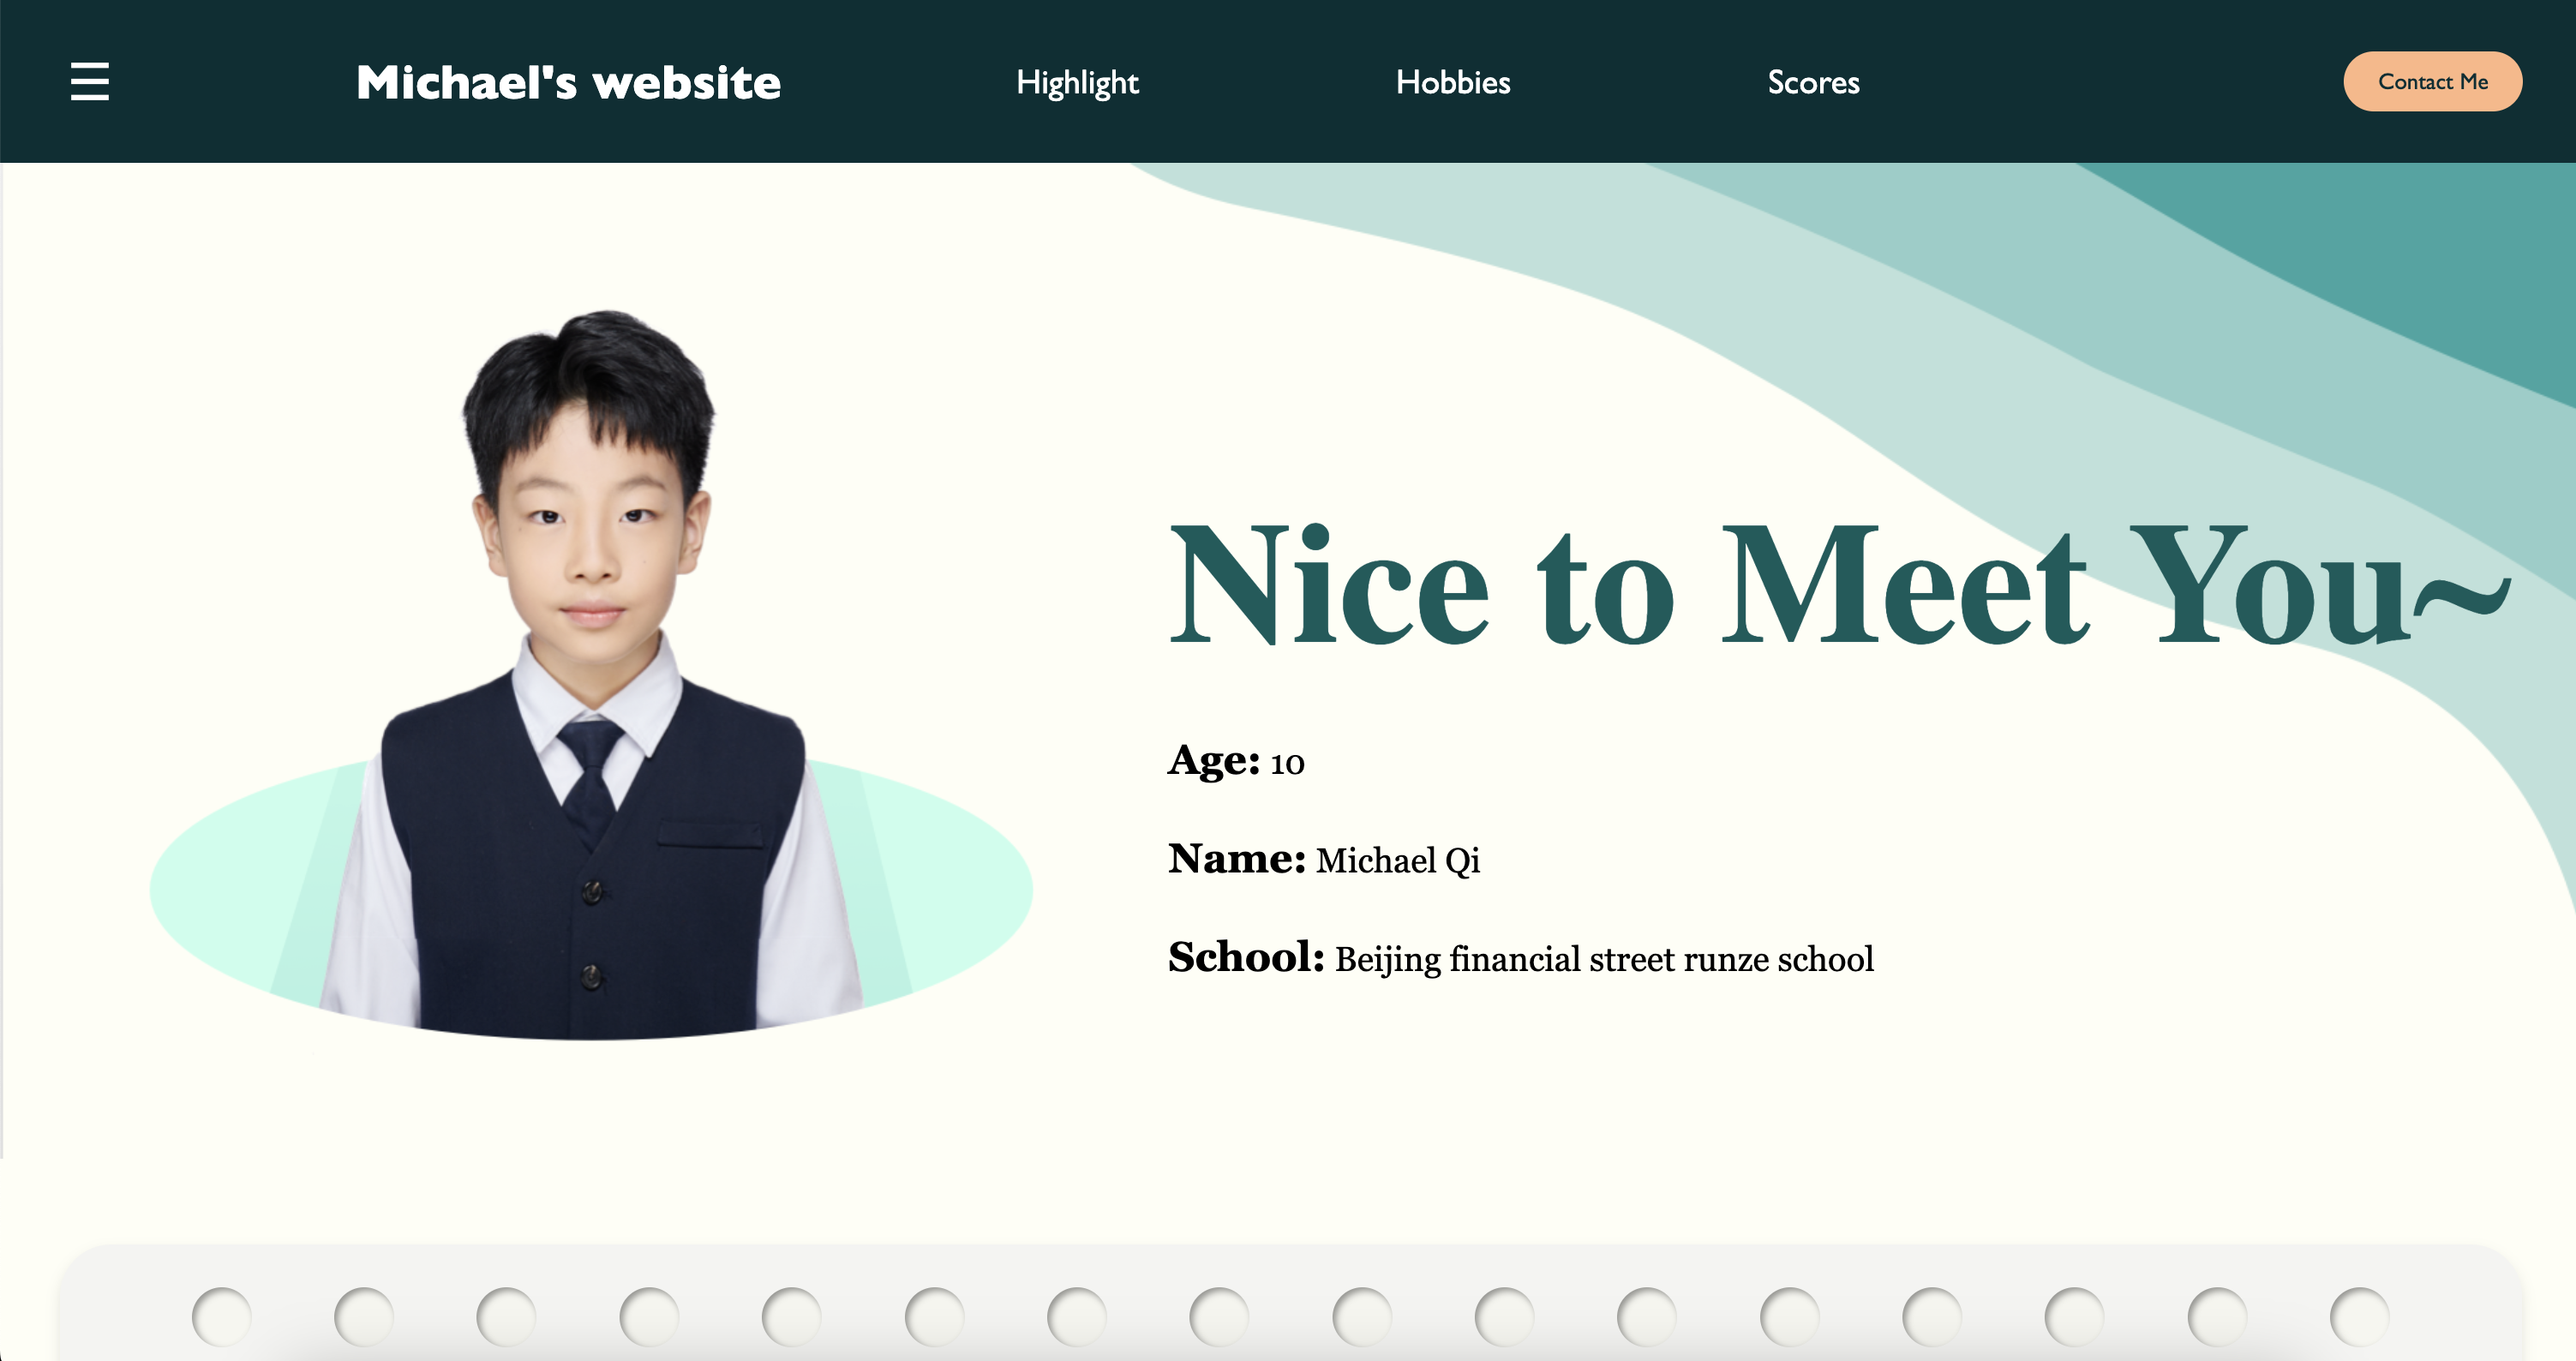 Michael's website
Highlight
Hobbies
Scores
Contact Me
Nice to Meet You~
Age: 10
Name: Michael Qi
School: Beijing financial street runze school